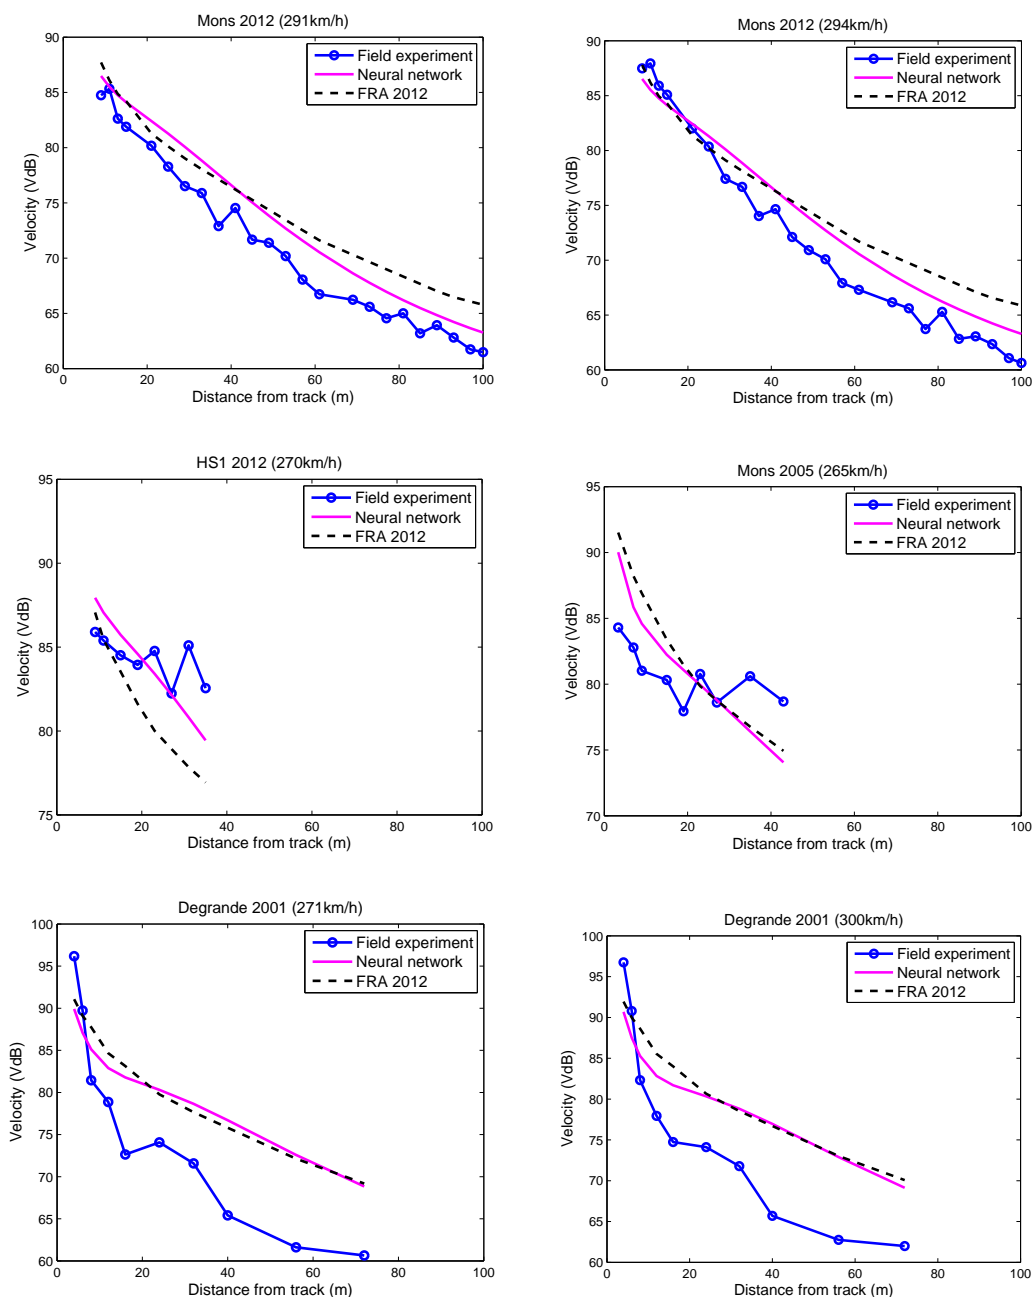 Mons 2012 (291km/h)
Field experiment
Neural network
FRA 2012
Velocity (VdB)
90
85
80
75
70
65
60
0 20 40 60 80 100
Distance from track (m)
Mons 2012 (294km/h)
Field experiment
Neural network
FRA 2012
Velocity (VdB)
90
85
80
75
70
65
60
0 20 40 60 80 100
Distance from track (m)
HS1 2012 (270km/h)
Field experiment
Neural network
FRA 2012
Velocity (VdB)
95
90
85
80
75
0 20 40 60 80 100
Distance from track (m)
Mons 2005 (265km/h)
Field experiment
Neural network
FRA 2012
Velocity (VdB)
95
90
85
80
75
70
0 20 40 60 80 100
Distance from track (m)
Degrande 2001 (271km/h)
Field experiment
Neural network
FRA 2012
Velocity (VdB)
100
95
90
85
80
75
70
65
60
0 20 40 60 80 100
Distance from track (m)
Degrande 2001 (300km/h)
Field experiment
Neural network
FRA 2012
Velocity (VdB)
100
95
90
85
80
75
70
65
60
0 20 40 60 80 100
Distance from track (m)